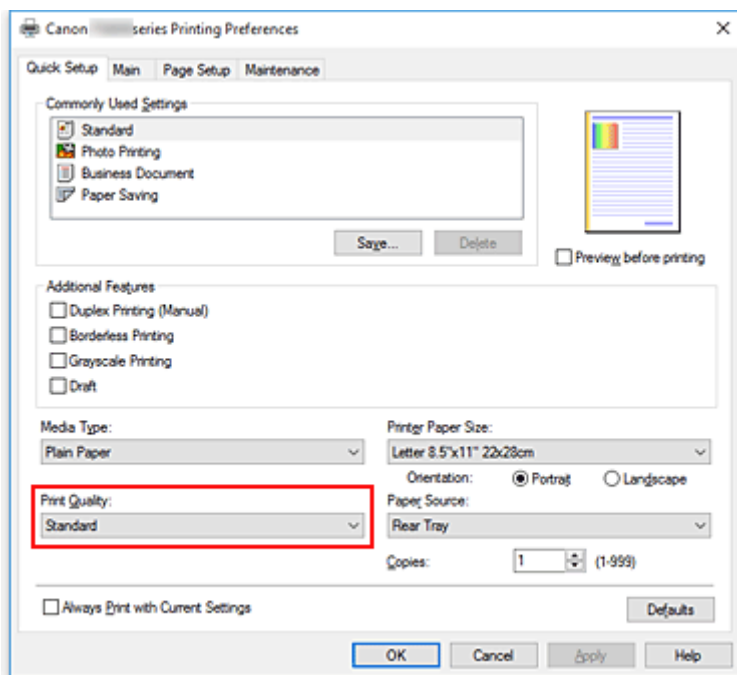 Canon series Printing Preferences
Quick Setup Main Page Setup Maintenance
Commonly Used Settings
Standard
Photo Printing
Business Document
Paper Saving
Save... Delete
Preview before printing
Additional Features
Duplex Printing (Manual)
Borderless Printing
Grayscale Printing
Draft
Media Type: Printer Paper Size:
Plain Paper Letter 8.5"x11" 22x28cm
Orientation: Portrait Landscape
Print Quality: Paper Source:
Standard Rear Tray
Copies: 1 (1-999)
Always Print with Current Settings Defaults
OK Cancel Apply Help